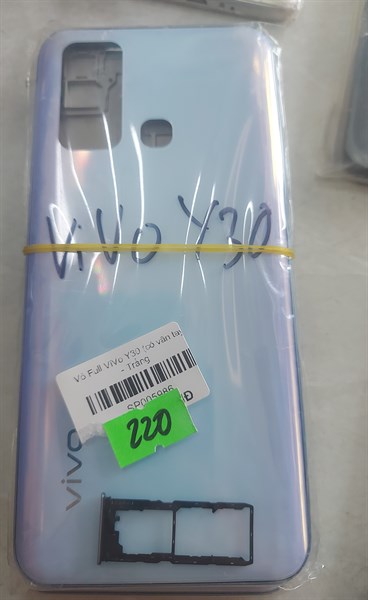 ViVo Y30
Vỏ Full ViVo Y30 (có vân tay
- Trắng
SP005986
Đ
220
vivo